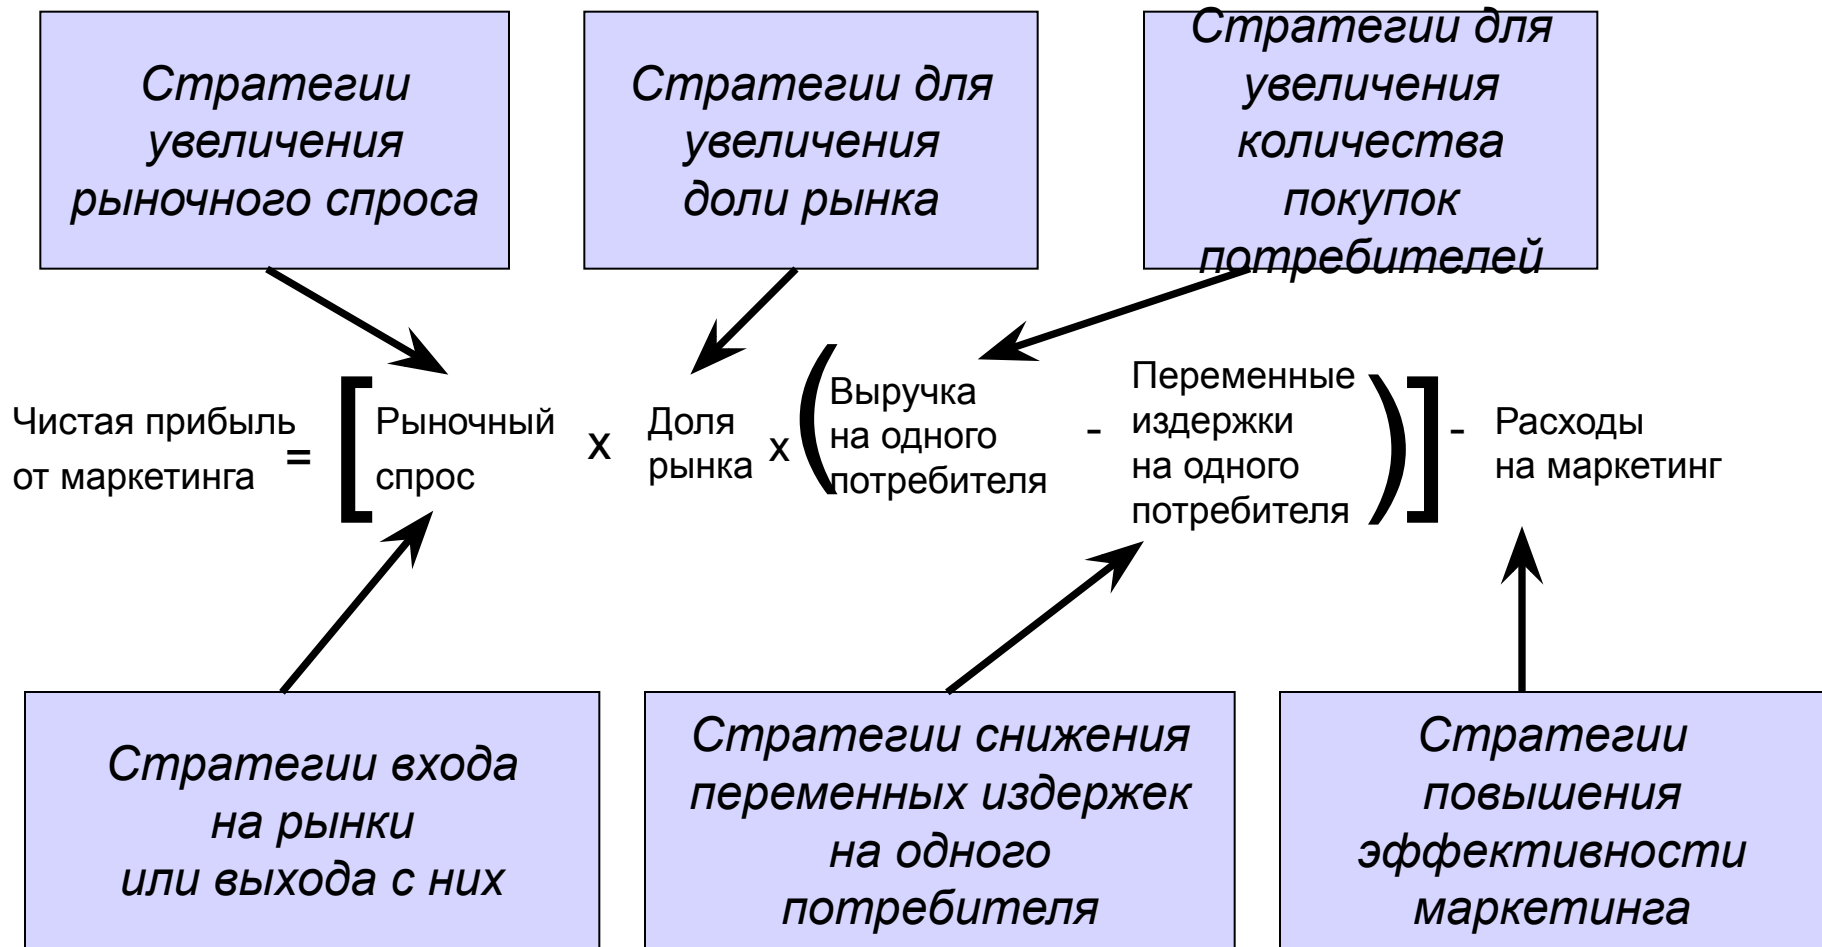 Стратегии
увеличения
рыночного спроса
Стратегии для
увеличения
доли рынка
Стратегии для
увеличения
количества
покупок
потребителей
Чистая прибыль
от маркетинга
=
[
Рыночный
спрос
x
Доля
рынка
x
(
Выручка
на одного
потребителя
-
Переменные
издержки
на одного
потребителя
)
]
-
Расходы
на маркетинг
Стратегии входа
на рынки
или выхода с них
Стратегии снижения
переменных издержек
на одного
потребителя
Стратегии
повышения
эффективности
маркетинга